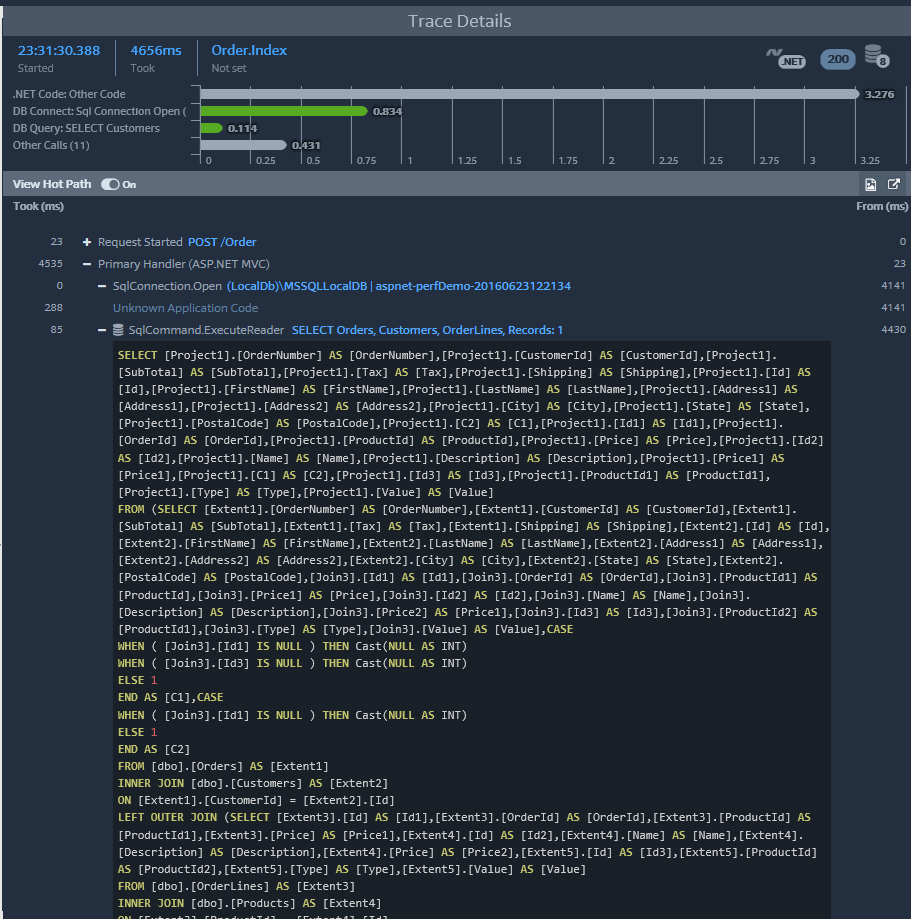 Trace Details
23:31:30.388 4656ms Order.Index
Started Took Not set
.NET 200 8
.NET Code: Other Code 3.276
DB Connect: Sql Connection Open ( 0.834
DB Query: SELECT Customers 0.114
Other Calls (11) 0.431
0 0.25 0.5 0.75 1 1.25 1.5 1.75 2 2.25 2.5 2.75 3 3.25
View Hot Path On
Took (ms) From (ms)
23 Request Started POST /Order 0
4535 Primary Handler (ASP.NET MVC) 23
0 SqlConnection.Open (LocalDb)\MSSQLLocalDB | aspnet-perfDemo-20160623122134 4141
288 Unknown Application Code 4141
85 SqlCommand.ExecuteReader SELECT Orders, Customers, OrderLines, Records: 1 4430
SELECT [Project1].[OrderNumber] AS [OrderNumber],[Project1].[CustomerId] AS [CustomerId],[Project1].
[SubTotal] AS [SubTotal],[Project1].[Tax] AS [Tax],[Project1].[Shipping] AS [Shipping],[Project1].[Id] AS
[Id],[Project1].[FirstName] AS [FirstName],[Project1].[LastName] AS [LastName],[Project1].[Address1] AS
[Address1],[Project1].[Address2] AS [Address2],[Project1].[City] AS [City],[Project1].[State] AS [State],
[Project1].[PostalCode] AS [PostalCode],[Project1].[C2] AS [C1],[Project1].[Id1] AS [Id1],[Project1].
[OrderId] AS [OrderId],[Project1].[ProductId] AS [ProductId],[Project1].[Price] AS [Price],[Project1].[Id2]
AS [Id2],[Project1].[Name] AS [Name],[Project1].[Description] AS [Description],[Project1].[Price1] AS
[Price1],[Project1].[C1] AS [C2],[Project1].[Id3] AS [Id3],[Project1].[ProductId1] AS [ProductId1],
[Project1].[Type] AS [Type],[Project1].[Value] AS [Value]
FROM (SELECT [Extent1].[OrderNumber] AS [OrderNumber],[Extent1].[CustomerId] AS [CustomerId],[Extent1].
[SubTotal] AS [SubTotal],[Extent1].[Tax] AS [Tax],[Extent1].[Shipping] AS [Shipping],[Extent2].[Id] AS [Id],
[Extent2].[FirstName] AS [FirstName],[Extent2].[LastName] AS [LastName],[Extent2].[Address1] AS [Address1],
[Extent2].[Address2] AS [Address2],[Extent2].[City] AS [City],[Extent2].[State] AS [State],[Extent2].
[PostalCode] AS [PostalCode],[Join3].[Id1] AS [Id1],[Join3].[OrderId] AS [OrderId],[Join3].[ProductId1] AS
[ProductId],[Join3].[Price1] AS [Price],[Join3].[Id2] AS [Id2],[Join3].[Name] AS [Name],[Join3].
[Description] AS [Description],[Join3].[Price2] AS [Price1],[Join3].[Id3] AS [Id3],[Join3].[ProductId2] AS
[ProductId1],[Join3].[Type] AS [Type],[Join3].[Value] AS [Value],CASE
WHEN ( [Join3].[Id1] IS NULL ) THEN Cast(NULL AS INT)
WHEN ( [Join3].[Id3] IS NULL ) THEN Cast(NULL AS INT)
ELSE 1
END AS [C1],CASE
WHEN ( [Join3].[Id1] IS NULL ) THEN Cast(NULL AS INT)
ELSE 1
END AS [C2]
FROM [dbo].[Orders] AS [Extent1]
INNER JOIN [dbo].[Customers] AS [Extent2]
ON [Extent1].[CustomerId] = [Extent2].[Id]
LEFT OUTER JOIN (SELECT [Extent3].[Id] AS [Id1],[Extent3].[OrderId] AS [OrderId],[Extent3].[ProductId] AS
[ProductId1],[Extent3].[Price] AS [Price1],[Extent4].[Id] AS [Id2],[Extent4].[Name] AS [Name],[Extent4].
[Description] AS [Description],[Extent4].[Price] AS [Price2],[Extent5].[Id] AS [Id3],[Extent5].[ProductId]
AS [ProductId2],[Extent5].[Type] AS [Type],[Extent5].[Value] AS [Value]
FROM [dbo].[OrderLines] AS [Extent3]
INNER JOIN [dbo].[Products] AS [Extent4]
ON [Extent3].[ProductId] = [Extent4].[Id]